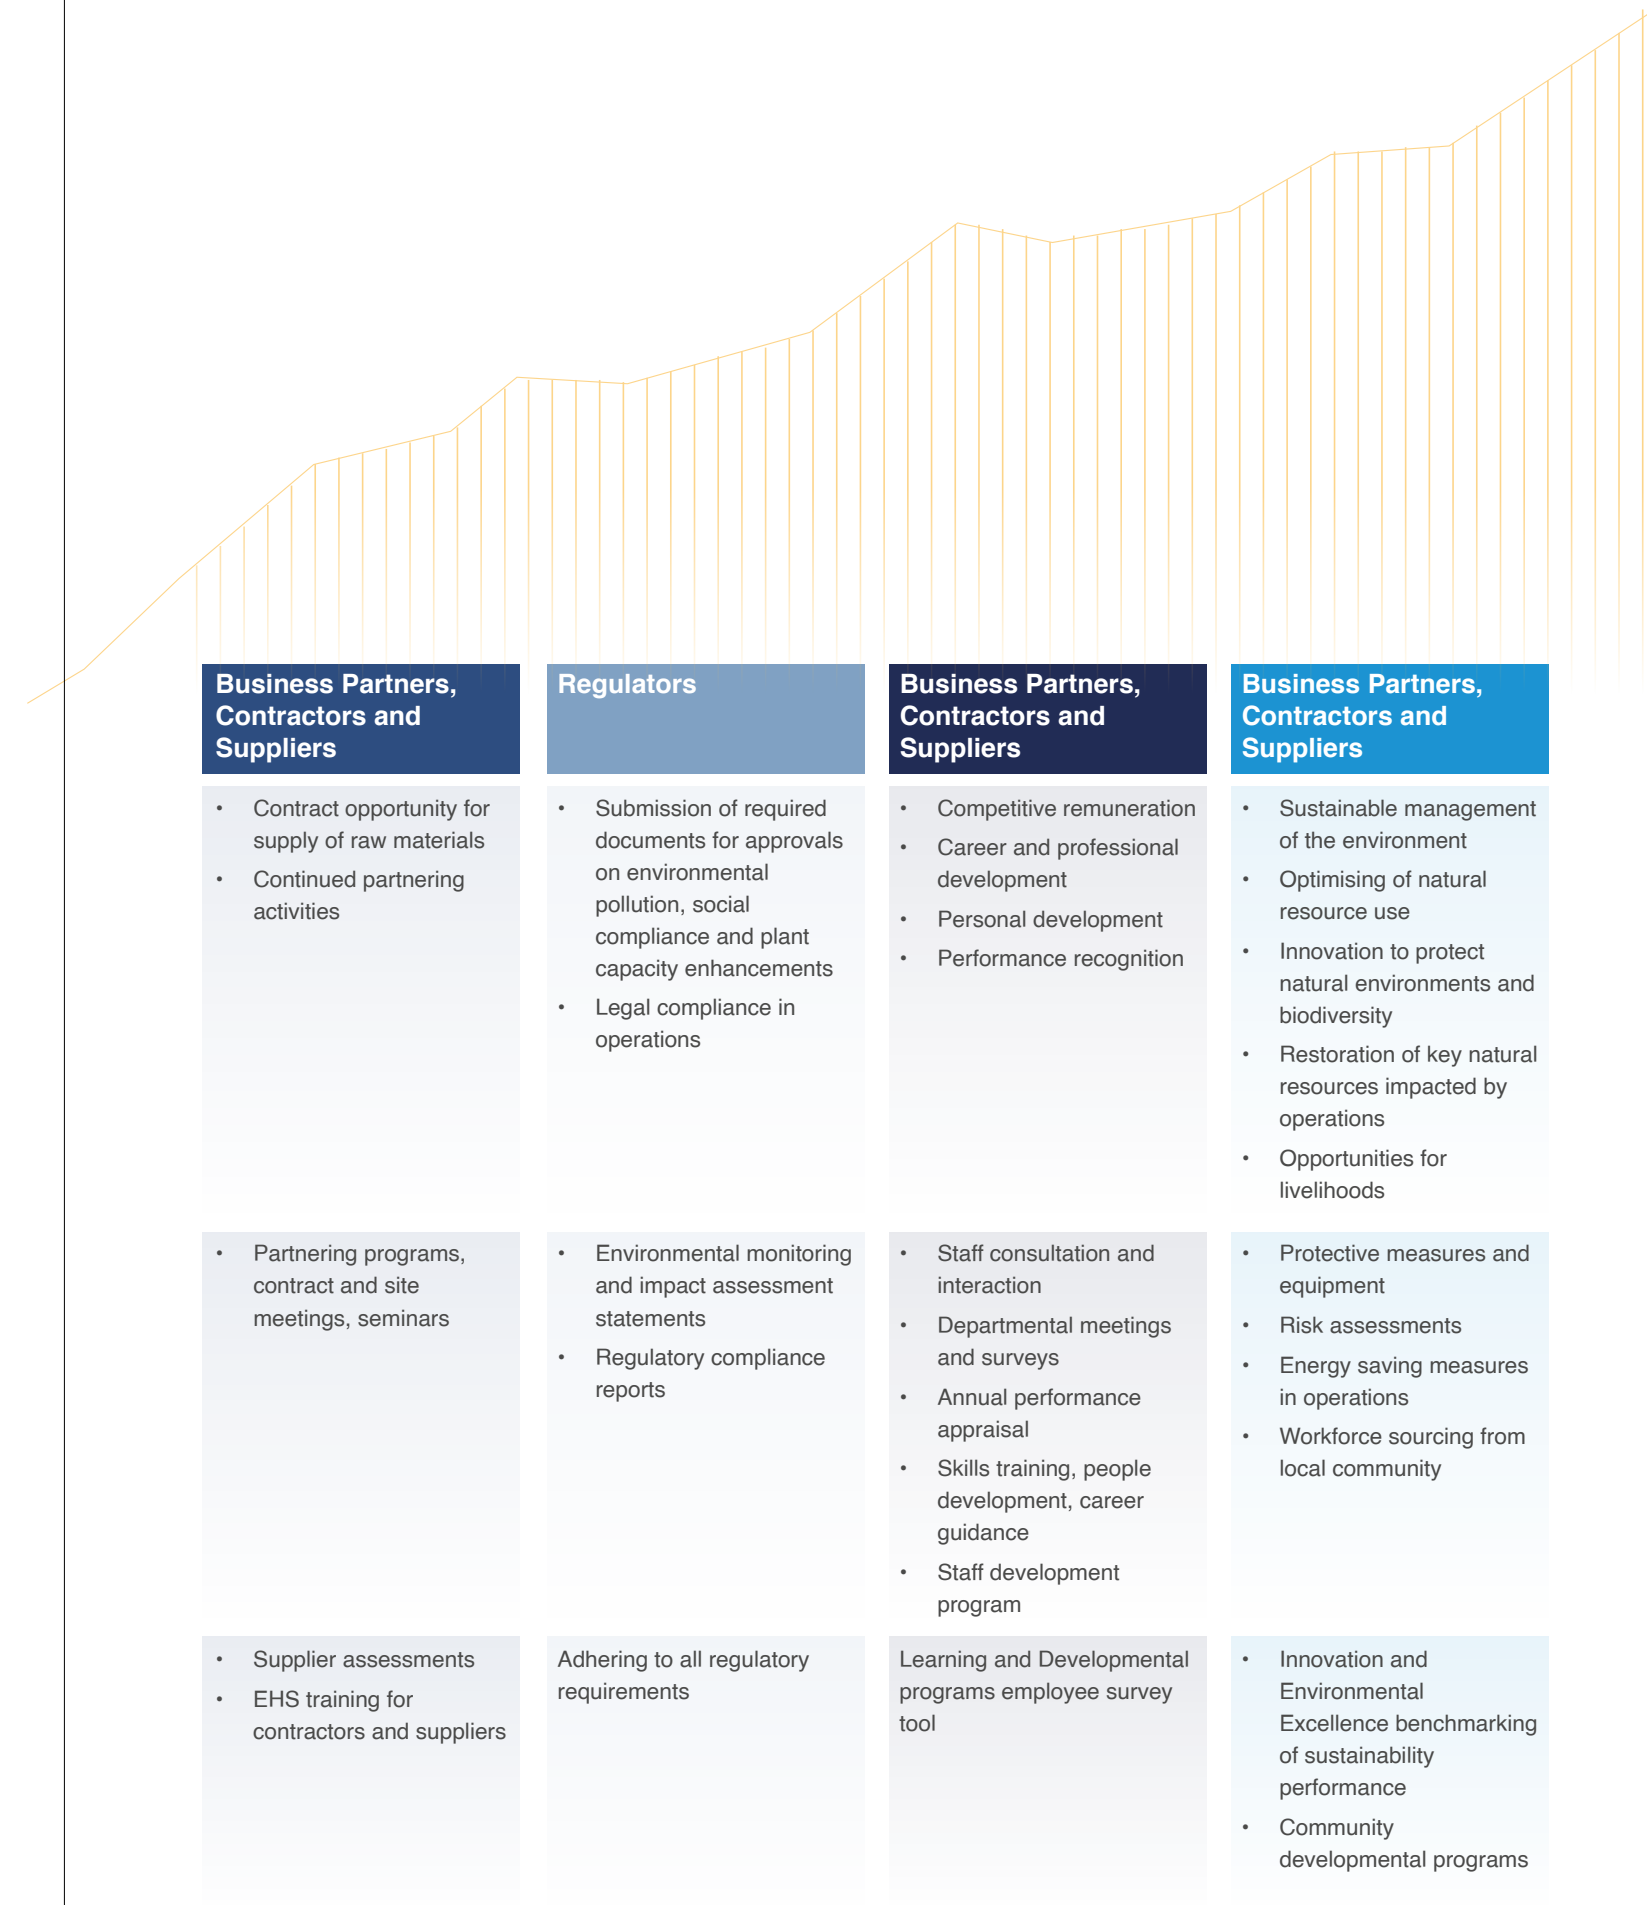 Business Partners,
Contractors and
Suppliers
Regulators
Business Partners,
Contractors and
Suppliers
Business Partners,
Contractors and
Suppliers
• Contract opportunity for
supply of raw materials
• Continued partnering
activities
• Submission of required
documents for approvals
on environmental
pollution, social
compliance and plant
capacity enhancements
• Legal compliance in
operations
• Competitive remuneration
• Career and professional
development
• Personal development
• Performance recognition
• Sustainable management
of the environment
• Optimising of natural
resource use
• Innovation to protect
natural environments and
biodiversity
• Restoration of key natural
resources impacted by
operations
• Opportunities for
livelihoods
• Partnering programs,
contract and site
meetings, seminars
• Environmental monitoring
and impact assessment
statements
• Regulatory compliance
reports
• Staff consultation and
interaction
• Departmental meetings
and surveys
• Annual performance
appraisal
• Skills training, people
development, career
guidance
• Staff development
program
• Protective measures and
equipment
• Risk assessments
• Energy saving measures
in operations
• Workforce sourcing from
local community
• Supplier assessments
• EHS training for
contractors and suppliers
Adhering to all regulatory
requirements
Learning and Developmental
programs employee survey
tool
• Innovation and
Environmental
Excellence benchmarking
of sustainability
performance
• Community
developmental programs